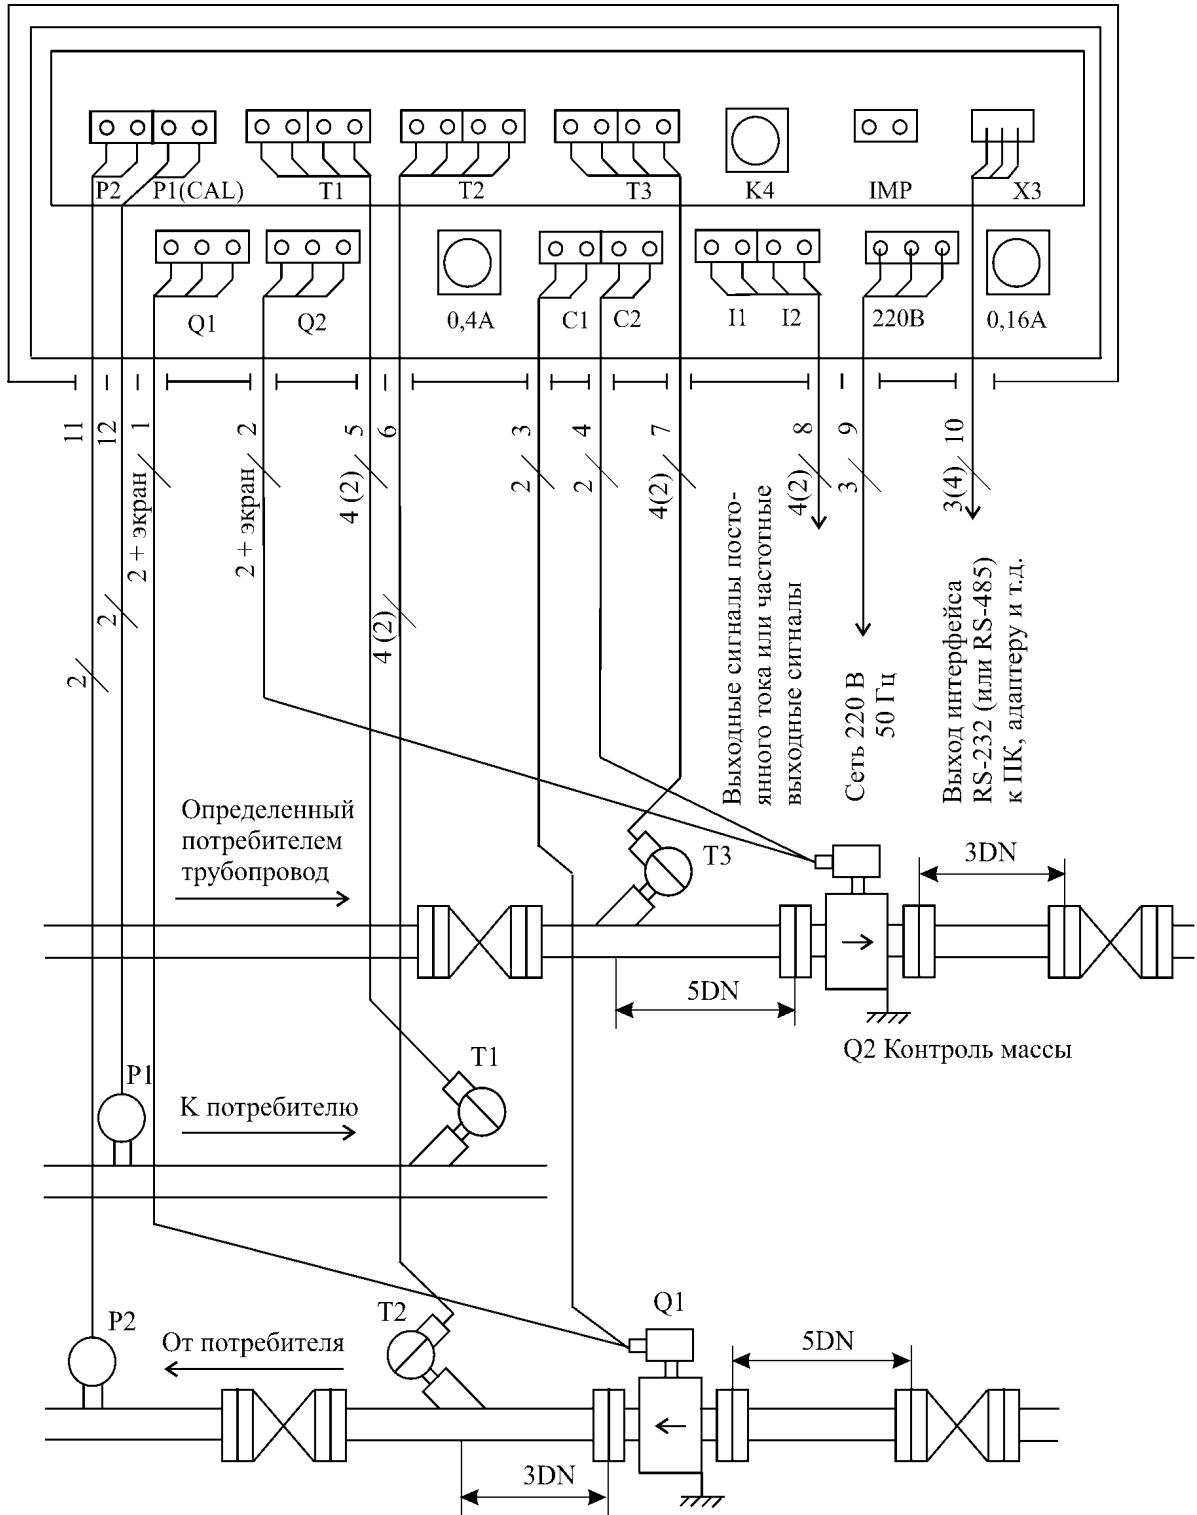 P2
P1(CAL)
T1
T2
T3
K4
IMP
X3
Q1
Q2
0,4А
C1
C2
I1
I2
220В
0,16А
11
12
1
2
5
6
3
4
7
8
9
10
2
2
2 + экран
2 + экран
4 (2)
4 (2)
2
2
4(2)
4(2)
3
3(4)
Выходные сигналы посто-
янного тока или частотные
выходные сигналы
Сеть 220 В
50 Гц
Выход интерфейса
RS-232 (или RS-485)
к ПК, адаптеру и т.д.
Определенный
потребителем
трубопровод
T3
3DN
5DN
Q2 Контроль массы
P1
К потребителю
T1
P2
От потребителя
T2
Q1
5DN
3DN